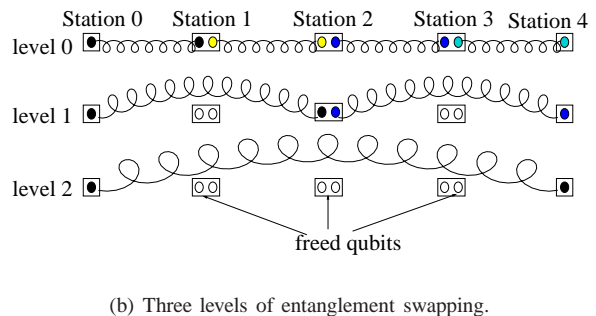 Station 0 Station 1 Station 2 Station 3 Station 4
level 0
level 1
level 2
freed qubits
(b) Three levels of entanglement swapping.